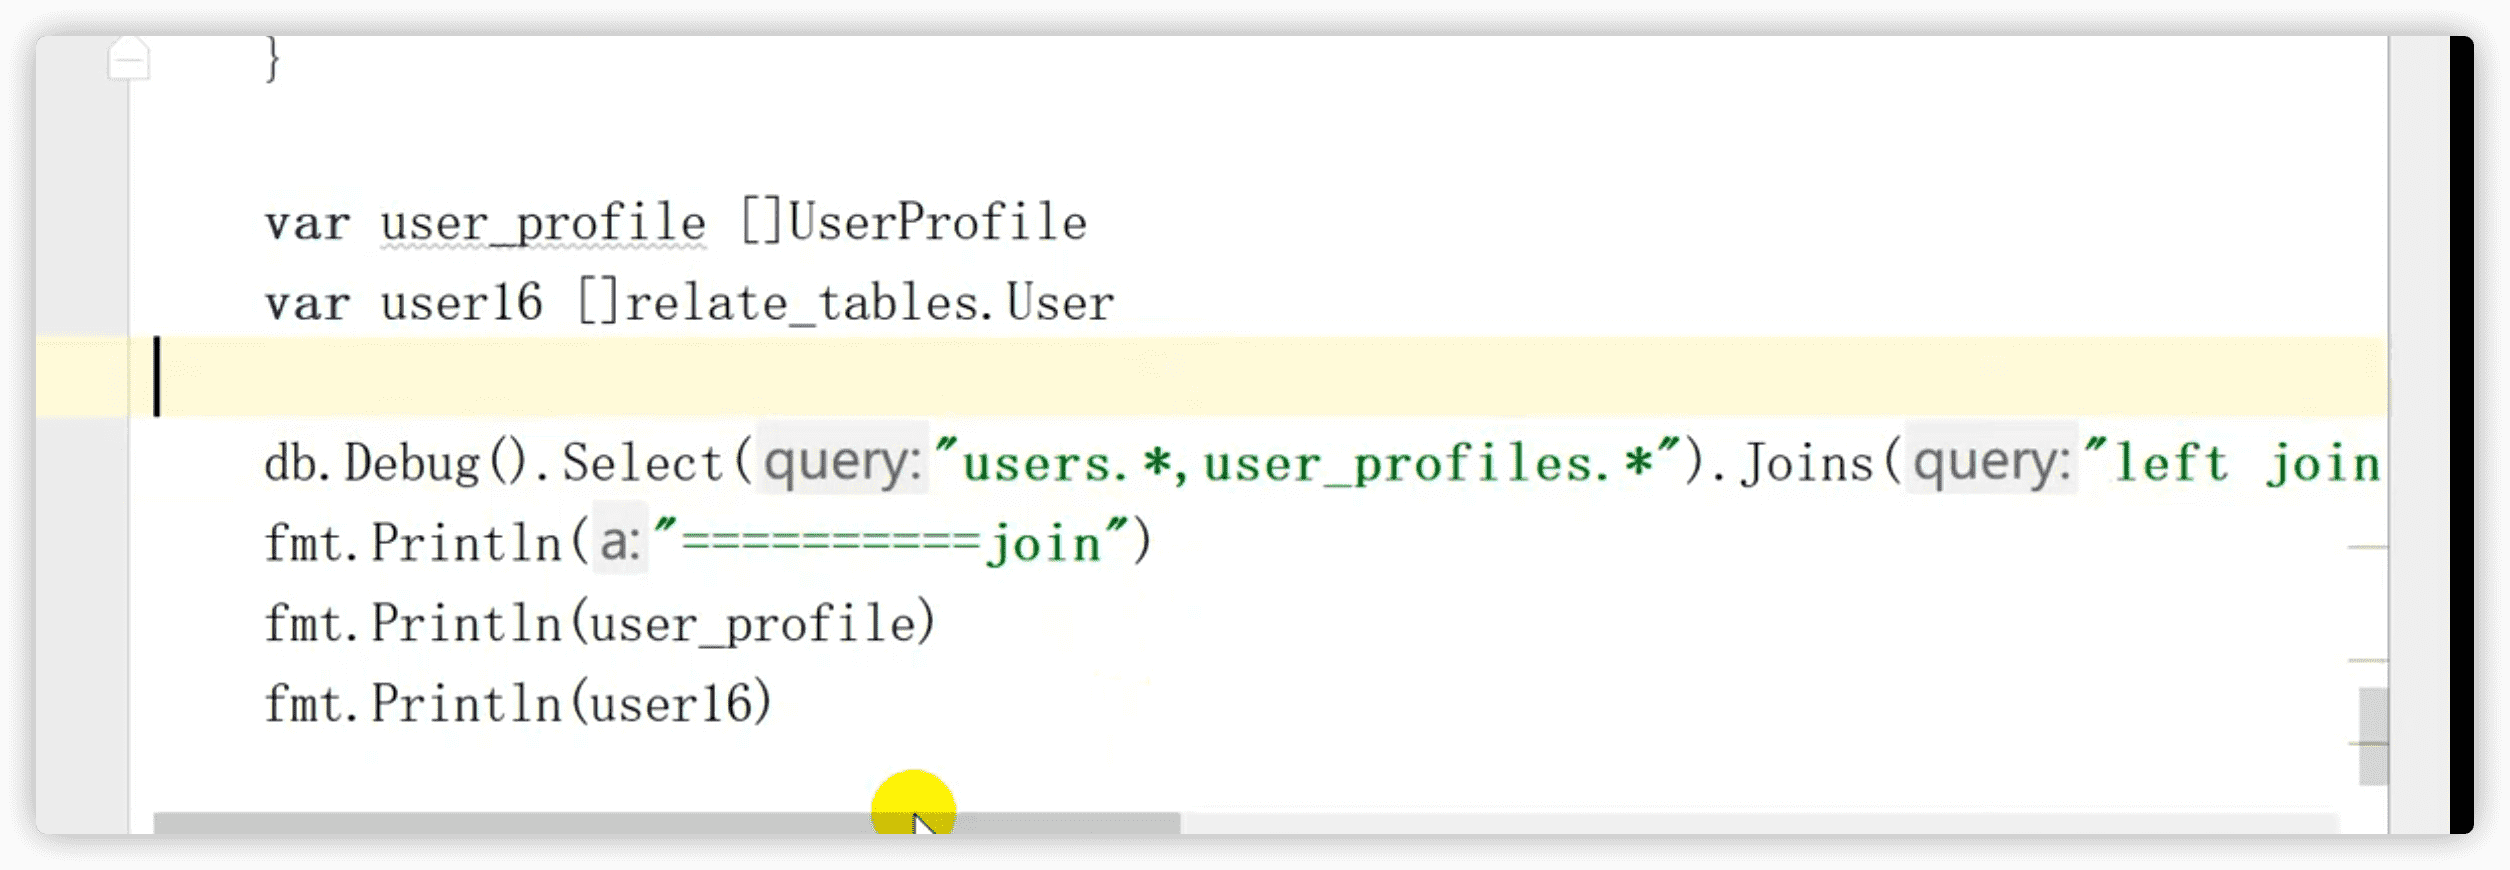 }
var user_profile []UserProfile
var user16 []relate_tables.User
db.Debug().Select(query:"users.*,user_profiles.*").Joins(query:"left join
fmt.Println(a:"==========join")
fmt.Println(user_profile)
fmt.Println(user16)